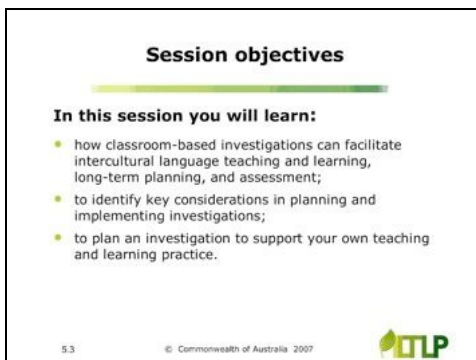 Session objectives
In this session you will learn:
• how classroom-based investigations can facilitate
intercultural language teaching and learning,
long-term planning, and assessment;
• to identify key considerations in planning and
implementing investigations;
• to plan an investigation to support your own teaching
and learning practice.
5.3 © Commonwealth of Australia 2007 ILTLP